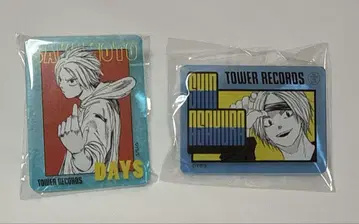 SAKAMOTO
DAYS
TOWER RECORDS
TOWER RECORDS
SHIN
ASAKURA